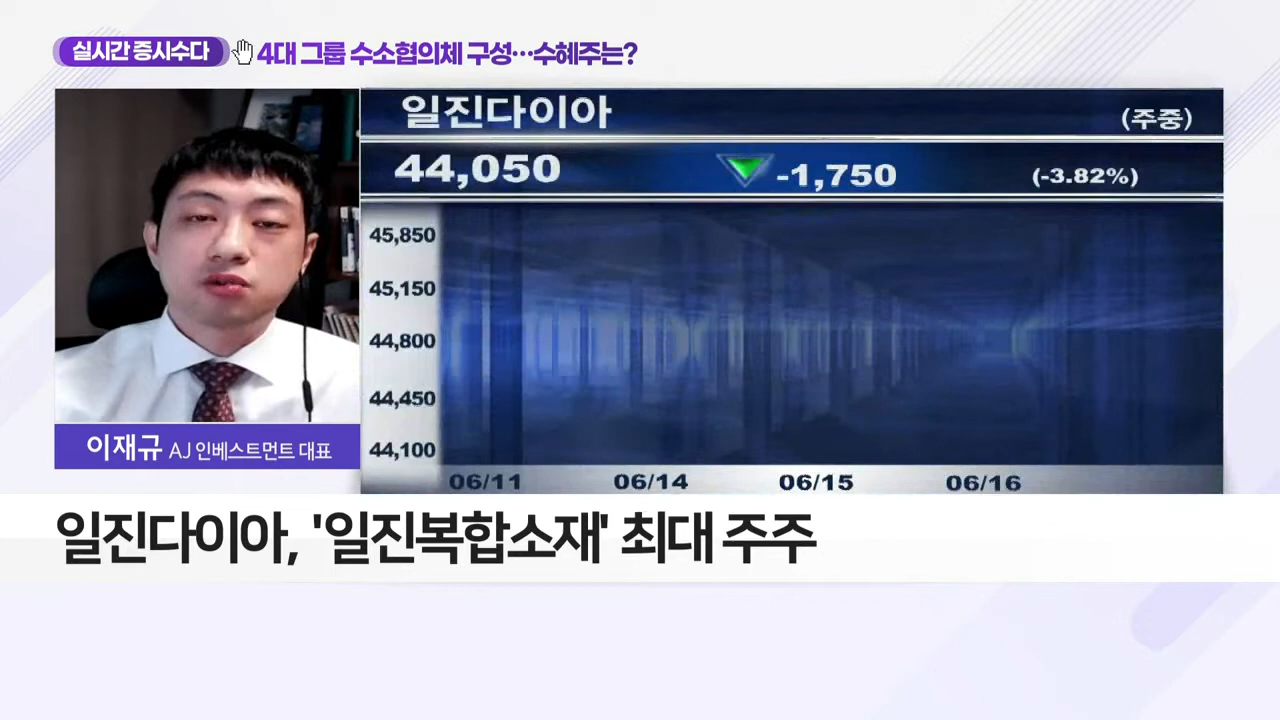 실시간 증시수다
4대 그룹 수소협의체 구성…수혜주는?
일진다이아
(주중)
44,050
-1,750
(-3.82%)
45,850
45,150
44,800
44,450
44,100
06/11
06/14
06/15
06/16
이재규 AJ 인베스트먼트 대표
일진다이아, '일진복합소재' 최대 주주